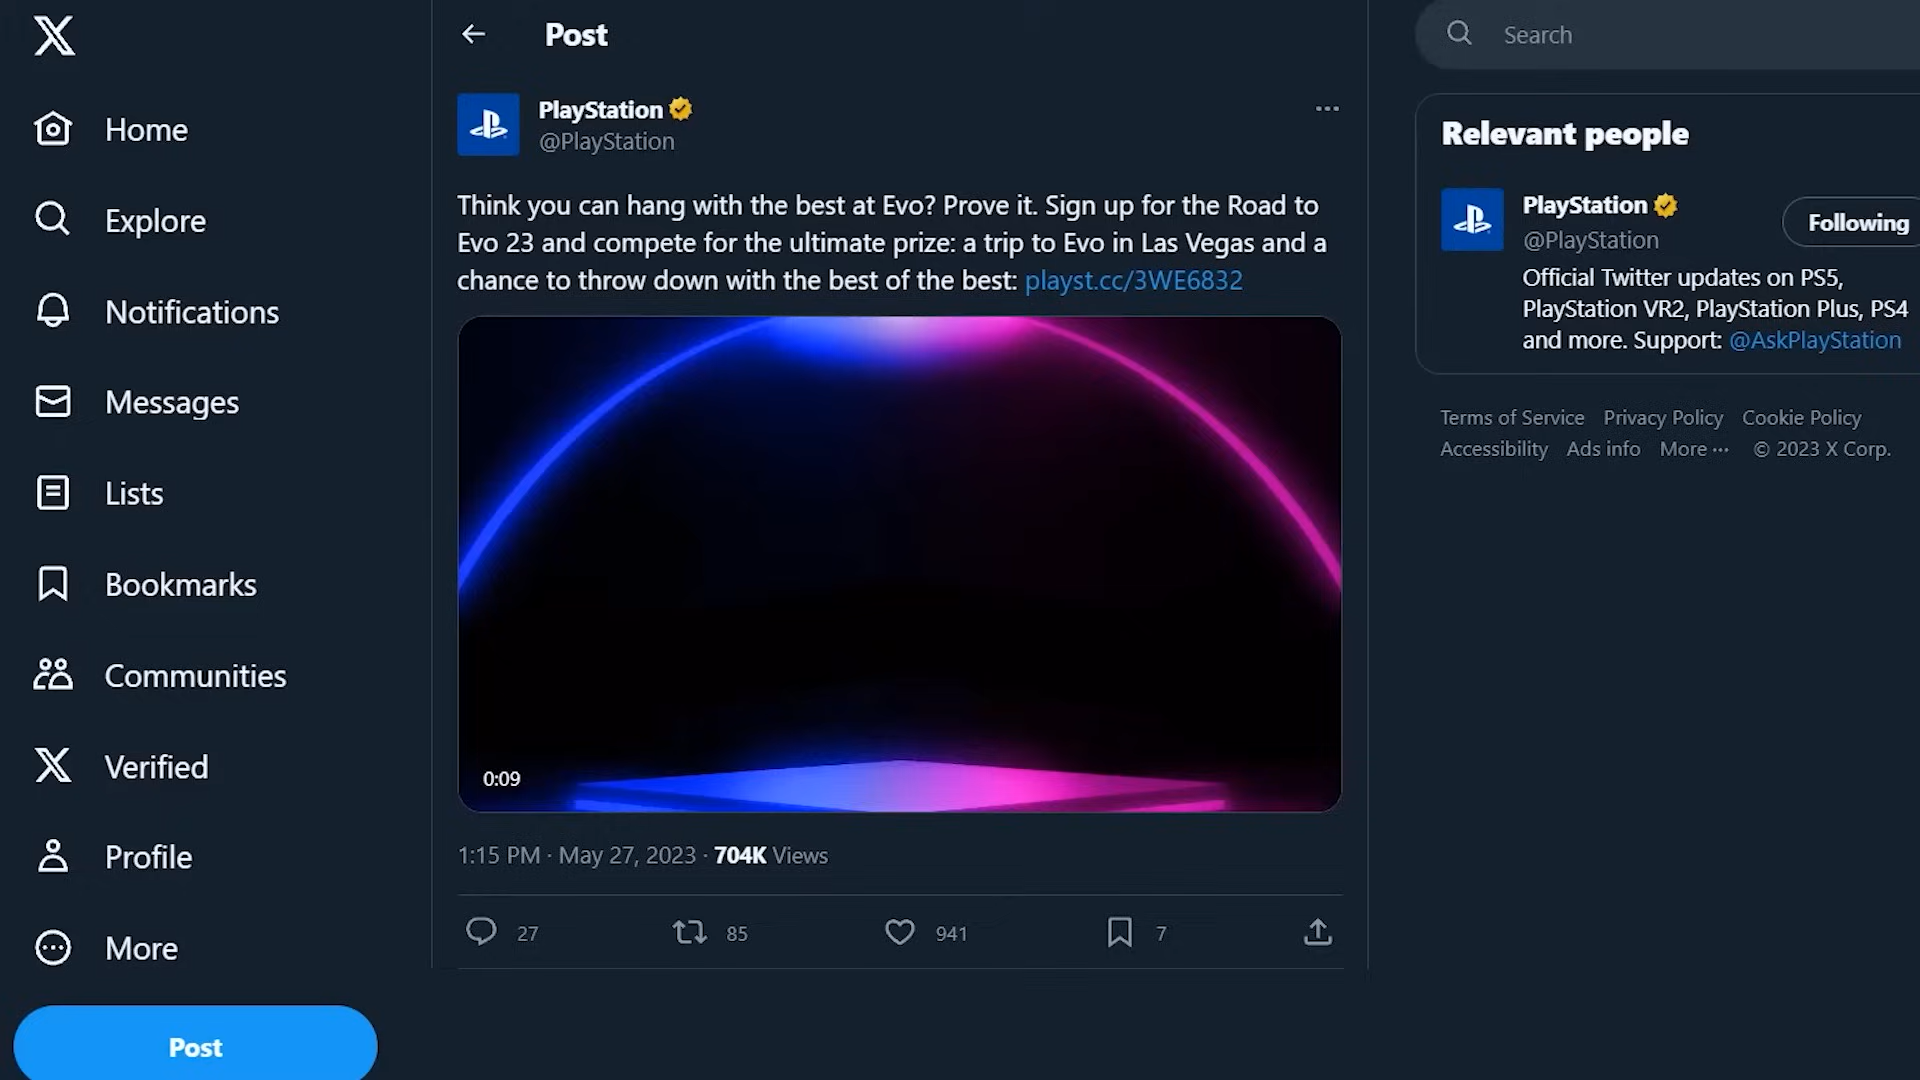 Home
Explore
Notifications
Messages
Lists
Bookmarks
Communities
Verified
Profile
More
Post
Post
PlayStation
@PlayStation
Think you can hang with the best at Evo? Prove it. Sign up for the Road to
Evo 23 and compete for the ultimate prize: a trip to Evo in Las Vegas and a
chance to throw down with the best of the best: playst.cc/3WE6832
0:09
1:15 PM · May 27, 2023 · 704K Views
27 85 941 7
Search
Relevant people
PlayStation
@PlayStation
Following
Official Twitter updates on PS5,
PlayStation VR2, PlayStation Plus, PS4
and more. Support: @AskPlayStation
Terms of Service Privacy Policy Cookie Policy
Accessibility Ads info More ··· © 2023 X Corp.